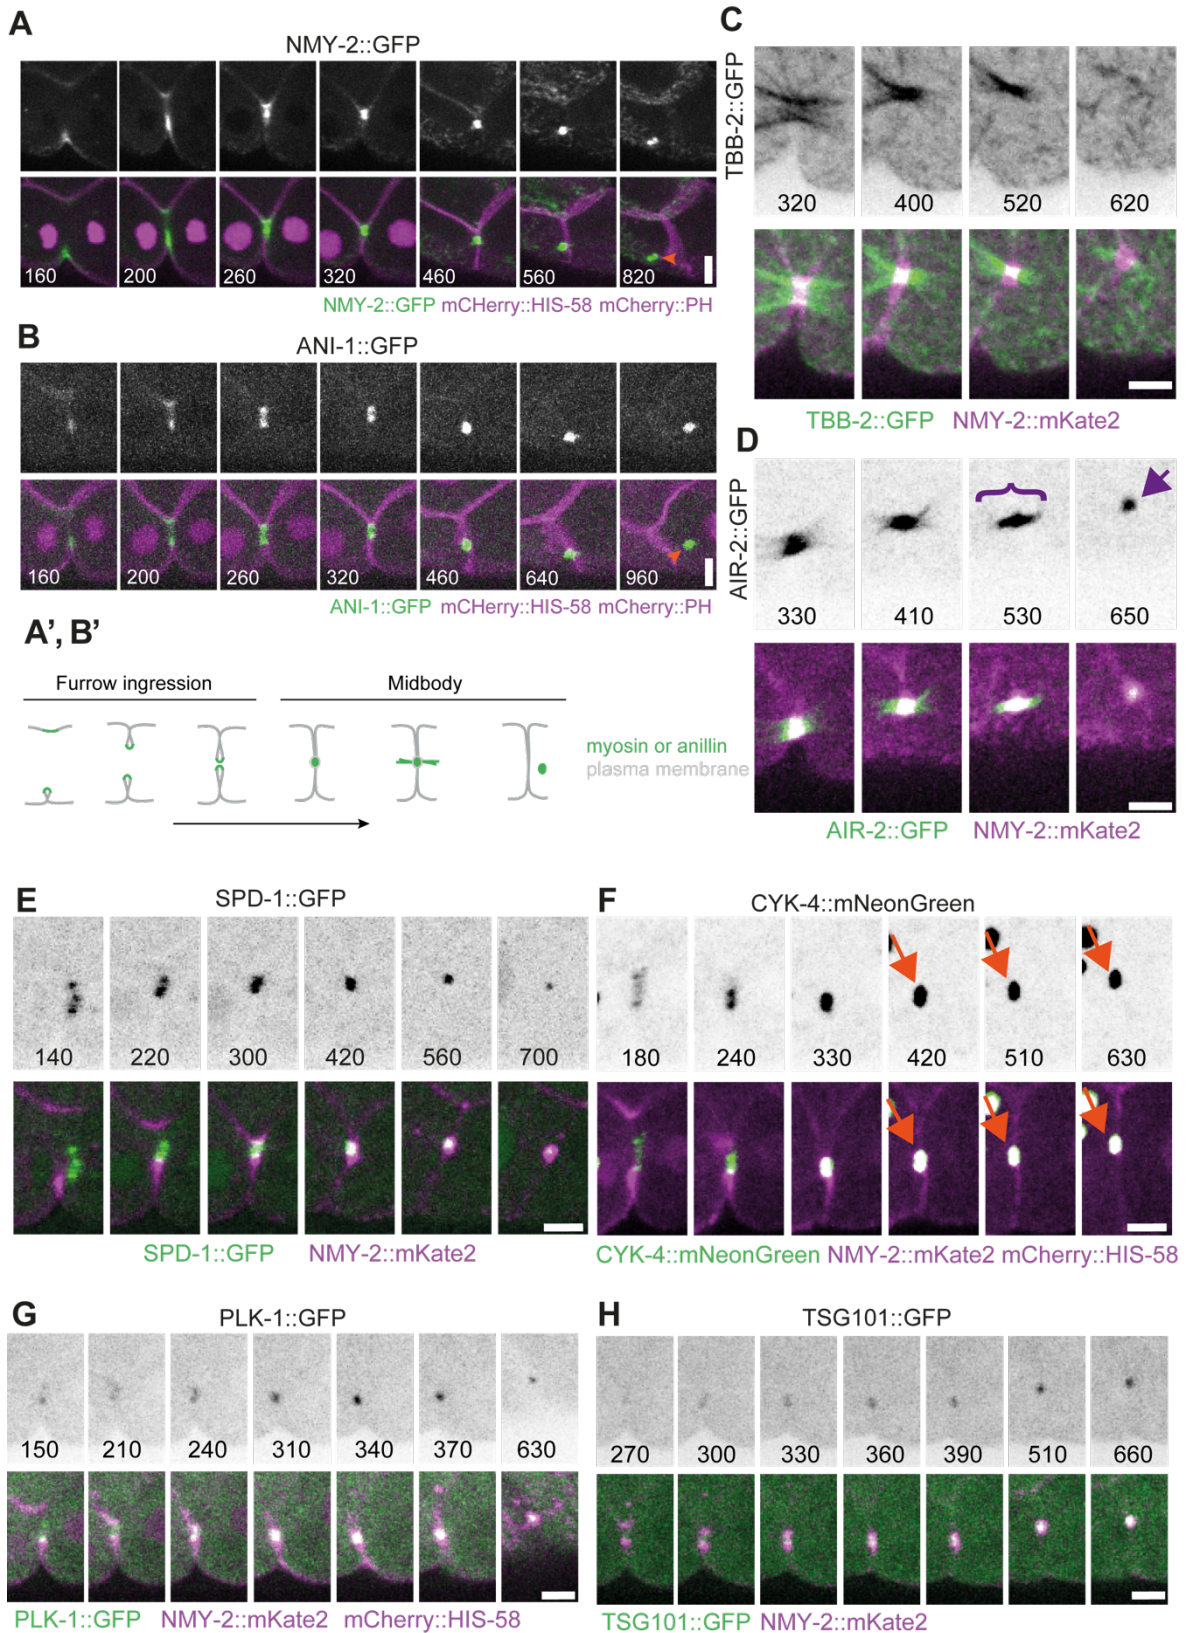 A
NMY-2::GFP
160 200 260 320 460 560 820
NMY-2::GFP mCherry::HIS-58 mCherry::PH
B
ANI-1::GFP
160 200 260 320 460 640 960
ANI-1::GFP mCHerry::HIS-58 mCherry::PH
A’, B’
Furrow ingression Midbody
myosin or anillin
plasma membrane
C
TBB-2::GFP
320 400 520 620
TBB-2::GFP NMY-2::mKate2
D
AIR-2::GFP
330 410 530 650
AIR-2::GFP NMY-2::mKate2
E
SPD-1::GFP
140 220 300 420 560 700
SPD-1::GFP NMY-2::mKate2
F
CYK-4::mNeonGreen
180 240 330 420 510 630
CYK-4::mNeonGreen NMY-2::mKate2 mCherry::HIS-58
G
PLK-1::GFP
150 210 240 310 340 370 630
PLK-1::GFP NMY-2::mKate2 mCherry::HIS-58
H
TSG101::GFP
270 300 330 360 390 510 660
TSG101::GFP NMY-2::mKate2